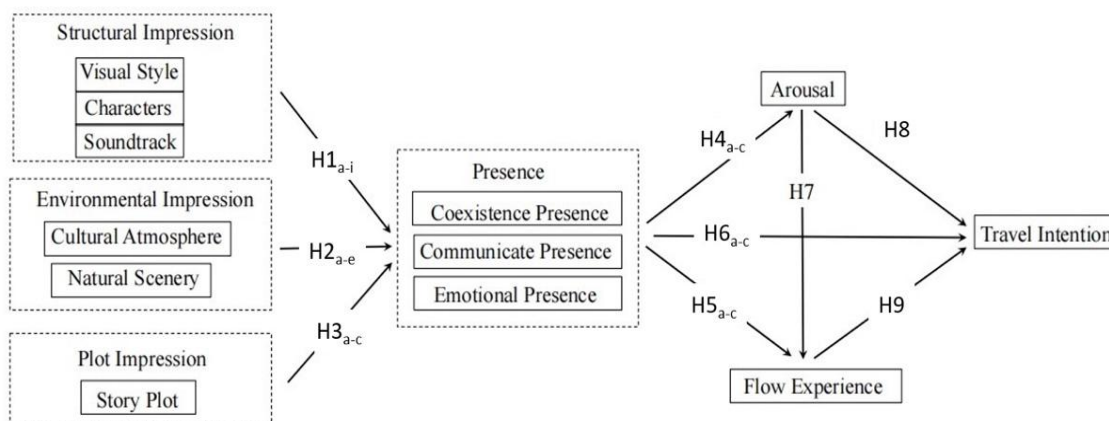 Structural Impression
Visual Style
Characters
Soundtrack
H1a-i
Environmental Impression
Cultural Atmosphere
Natural Scenery
H2a-e
Plot Impression
Story Plot
H3a-c
Presence
Coexistence Presence
Communicate Presence
Emotional Presence
H4a-c
H6a-c
H5a-c
Arousal
H7
H8
H9
Flow Experience
Travel Intention